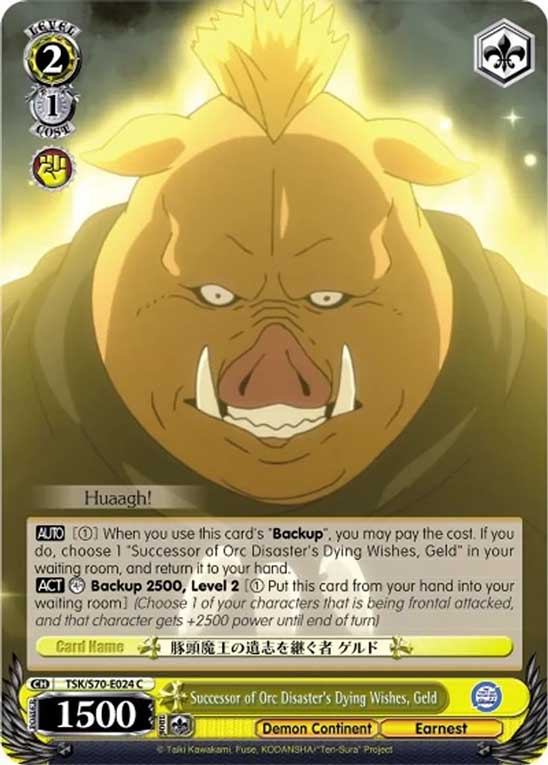 LEVEL
2
1
COST
Huaagh!
AUTO [①] When you use this card's "Backup", you may pay the cost. If you
do, choose 1 "Successor of Orc Disaster's Dying Wishes, Geld" in your
waiting room, and return it to your hand.
ACT Backup 2500, Level 2 [① Put this card from your hand into your
waiting room] (Choose 1 of your characters that is being frontal attacked,
and that character gets +2500 power until end of turn)
Card Name 豚頭魔王の遺志を継ぐ者 ゲルド
CH TSK/S70-E024 C
Successor of Orc Disaster's Dying Wishes, Geld
POWER 1500 SOUL
Demon Continent Earnest
© Taiki Kawakami, Fuse, KODANSHA/"Ten-Sura" Project